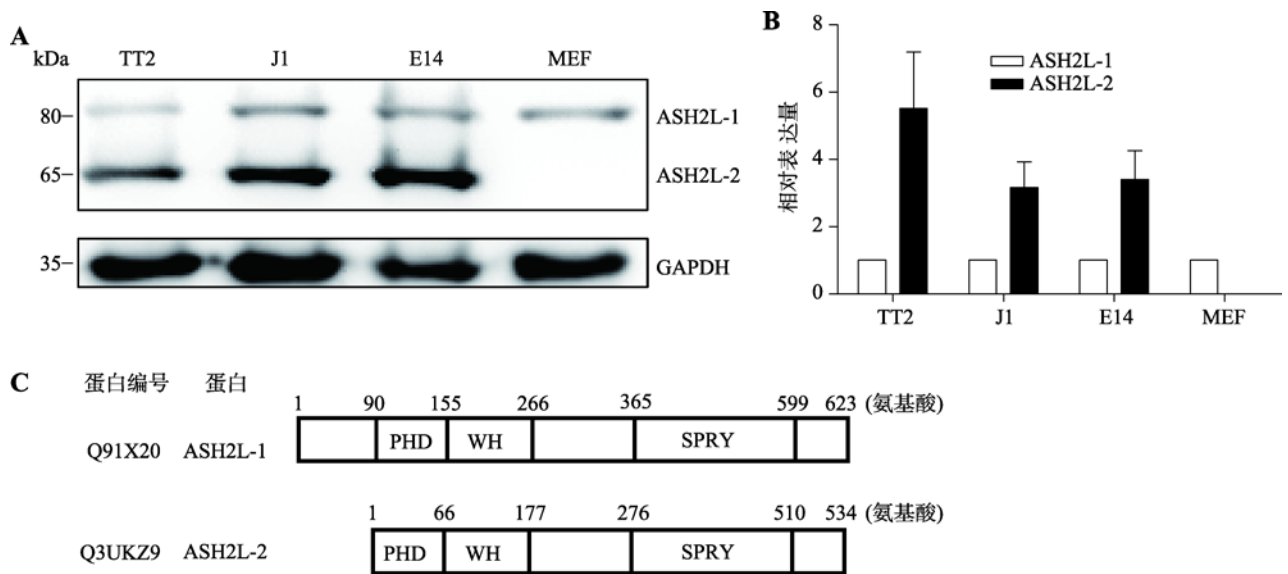 A
kDa TT2 J1 E14 MEF
80
ASH2L-1
65
ASH2L-2
35
GAPDH
B
8
6
4
2
0
相对表达量
ASH2L-1
ASH2L-2
TT2 J1 E14 MEF
C 蛋白编号 蛋白
1 90 155 266 365 599 623 (氨基酸)
Q91X20 ASH2L-1 PHD WH SPRY
1 66 177 276 510 534 (氨基酸)
Q3UKZ9 ASH2L-2 PHD WH SPRY